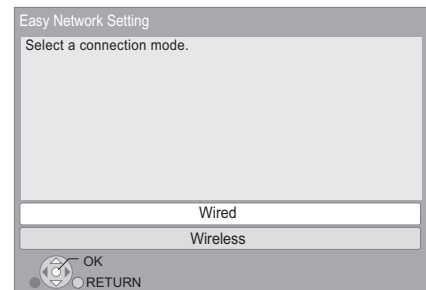 Easy Network Setting
Select a connection mode.
Wired
Wireless
OK
RETURN